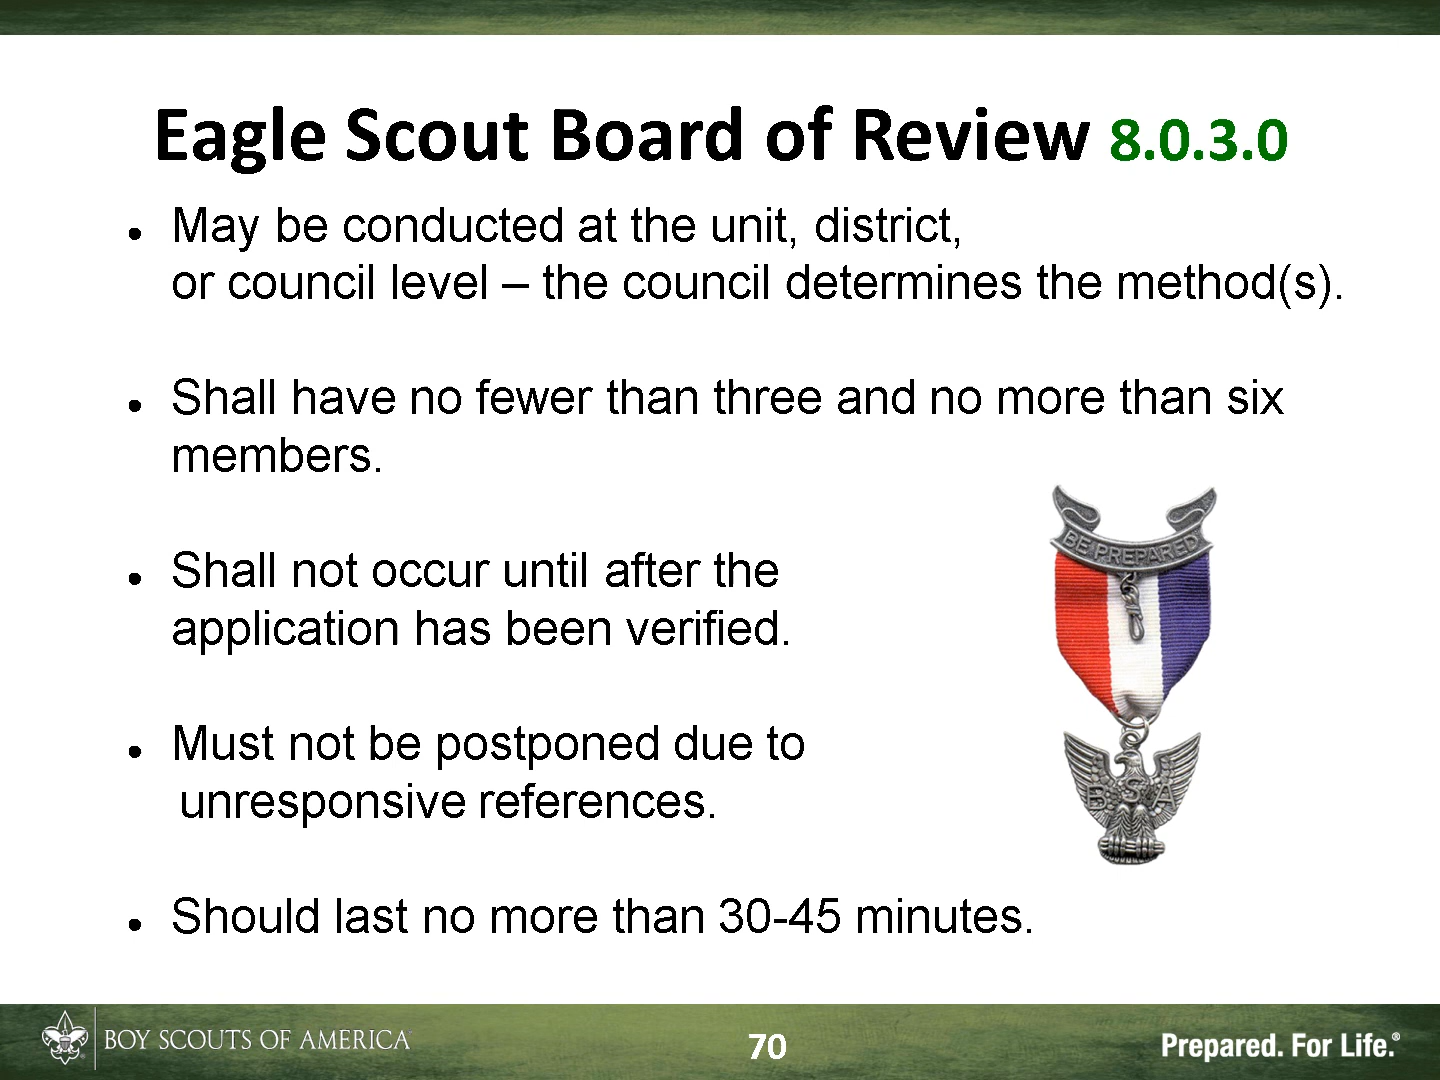 Eagle Scout Board of Review 8.0.3.0
● May be conducted at the unit, district,
or council level – the council determines the method(s).
● Shall have no fewer than three and no more than six
members.
● Shall not occur until after the
application has been verified.
● Must not be postponed due to
unresponsive references.
● Should last no more than 30-45 minutes.
BE PREPARED
BSA
BOY SCOUTS OF AMERICA
70
Prepared. For Life.®